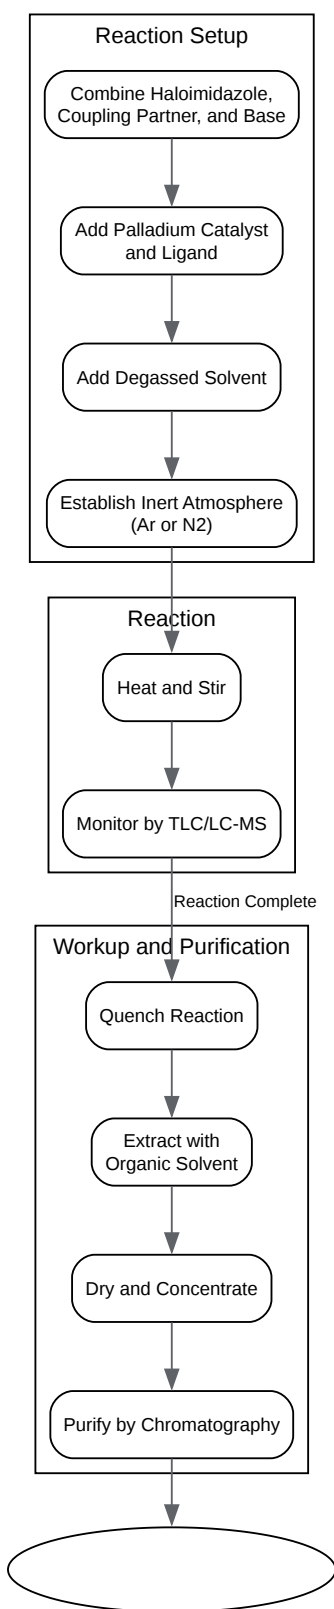 Reaction Setup
Combine Haloimidazole,
Coupling Partner, and Base
Add Palladium Catalyst
and Ligand
Add Degassed Solvent
Establish Inert Atmosphere
(Ar or N2)
Reaction
Heat and Stir
Monitor by TLC/LC-MS
Reaction Complete
Workup and Purification
Quench Reaction
Extract with
Organic Solvent
Dry and Concentrate
Purify by Chromatography